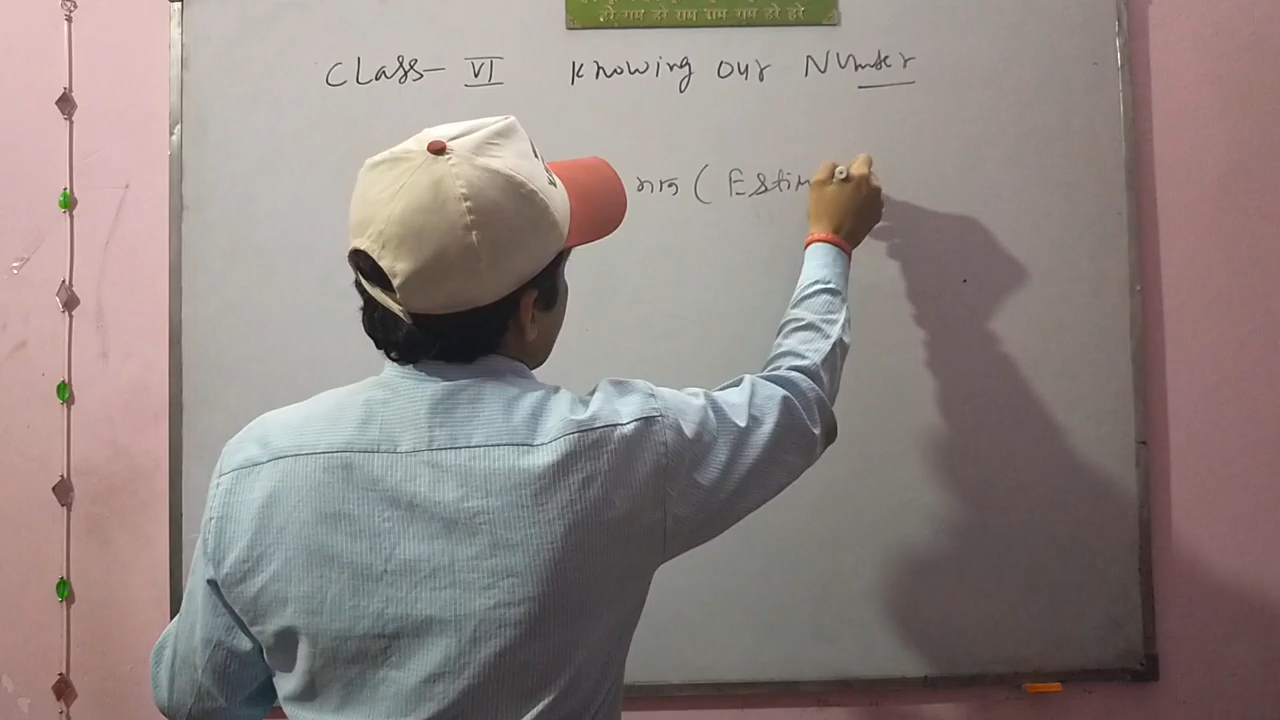 हरे राम हरे राम राम राम हरे हरे
CLass- VI Knowing our Number
(Estim